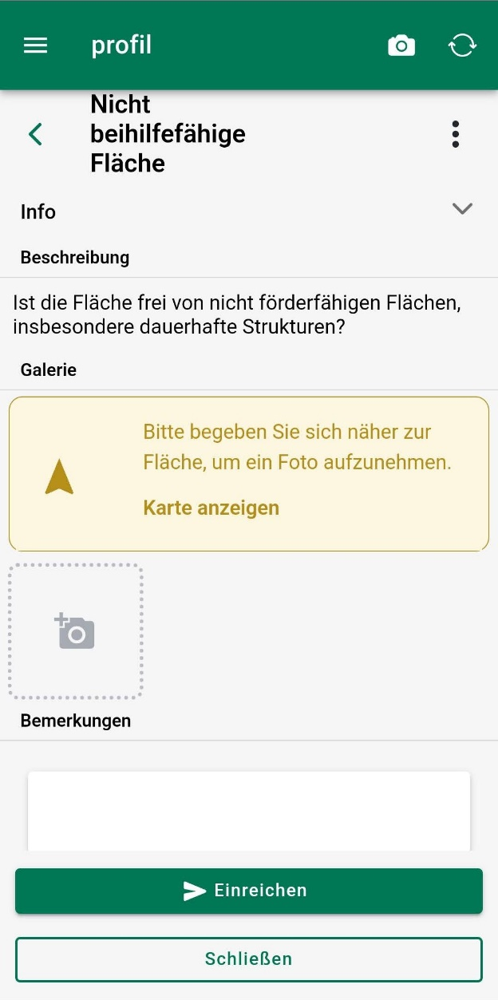 profil
Nicht
beihilfefähige
Fläche
Info
Beschreibung
Ist die Fläche frei von nicht förderfähigen Flächen,
insbesondere dauerhafte Strukturen?
Galerie
Bitte begeben Sie sich näher zur
Fläche, um ein Foto aufzunehmen.
Karte anzeigen
Bemerkungen
Einreichen
Schließen